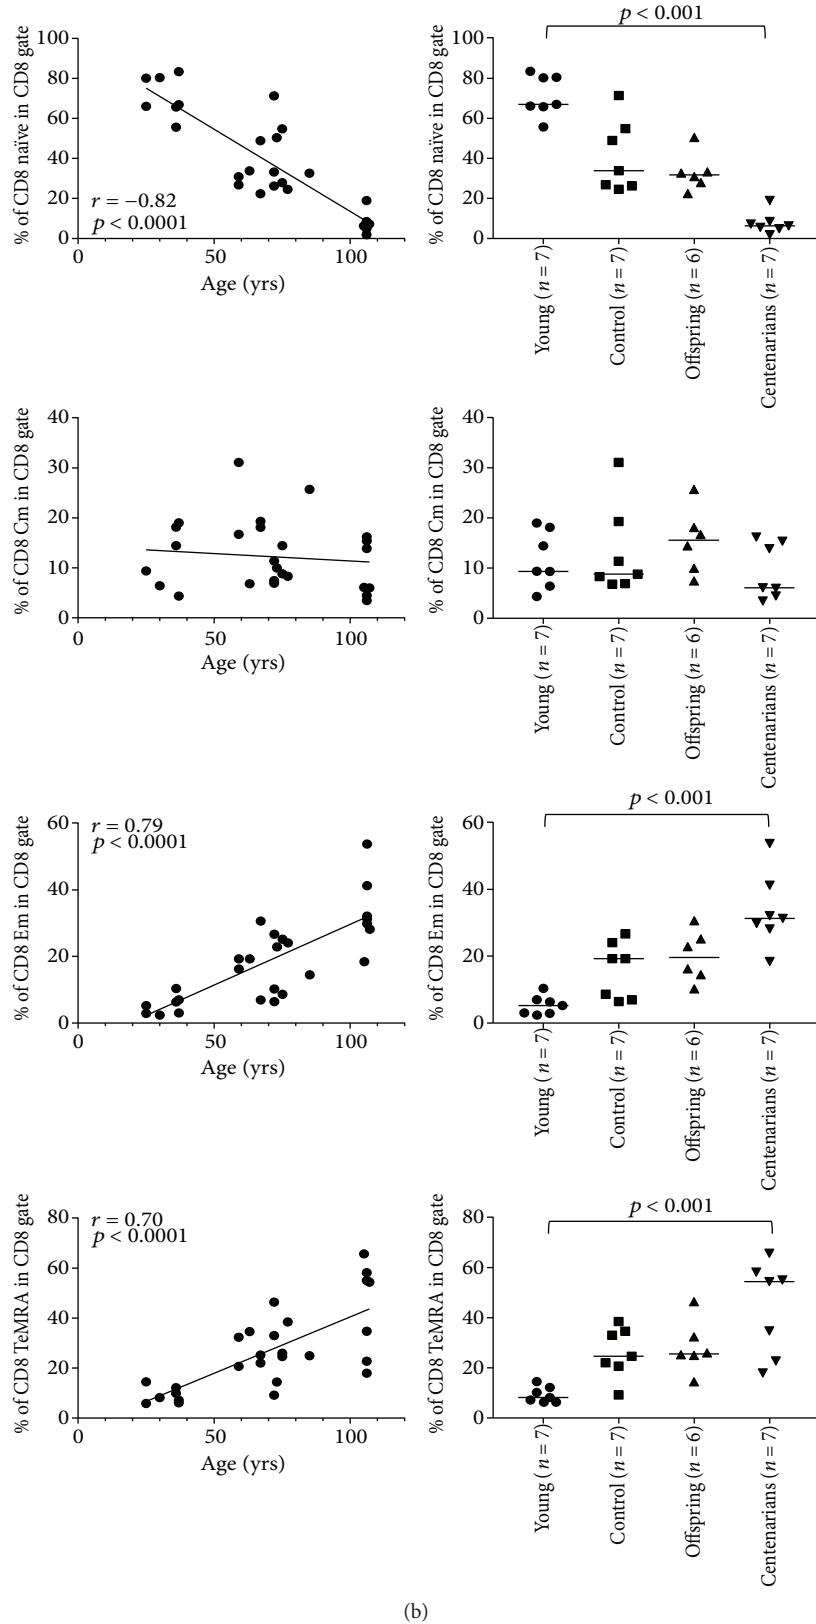 p < 0.001
% of CD8 naïve in CD8 gate
100
80
60
40
20
0
r = −0.82
p < 0.0001
0 50 100
Age (yrs)
% of CD8 naïve in CD8 gate
100
80
60
40
20
0
Young (n = 7)
Control (n = 7)
Offspring (n = 6)
Centenarians (n = 7)
% of CD8 Cm in CD8 gate
40
30
20
10
0
0 50 100
Age (yrs)
% of CD8 Cm in CD8 gate
40
30
20
10
0
Young (n = 7)
Control (n = 7)
Offspring (n = 6)
Centenarians (n = 7)
% of CD8 Em in CD8 gate
60
40
20
0
r = 0.79
p < 0.0001
0 50 100
Age (yrs)
p < 0.001
% of CD8 Em in CD8 gate
60
40
20
0
Young (n = 7)
Control (n = 7)
Offspring (n = 6)
Centenarians (n = 7)
% of CD8 TeMRA in CD8 gate
80
60
40
20
0
r = 0.70
p < 0.0001
0 50 100
Age (yrs)
p < 0.001
% of CD8 TeMRA in CD8 gate
80
60
40
20
0
Young (n = 7)
Control (n = 7)
Offspring (n = 6)
Centenarians (n = 7)
(b)